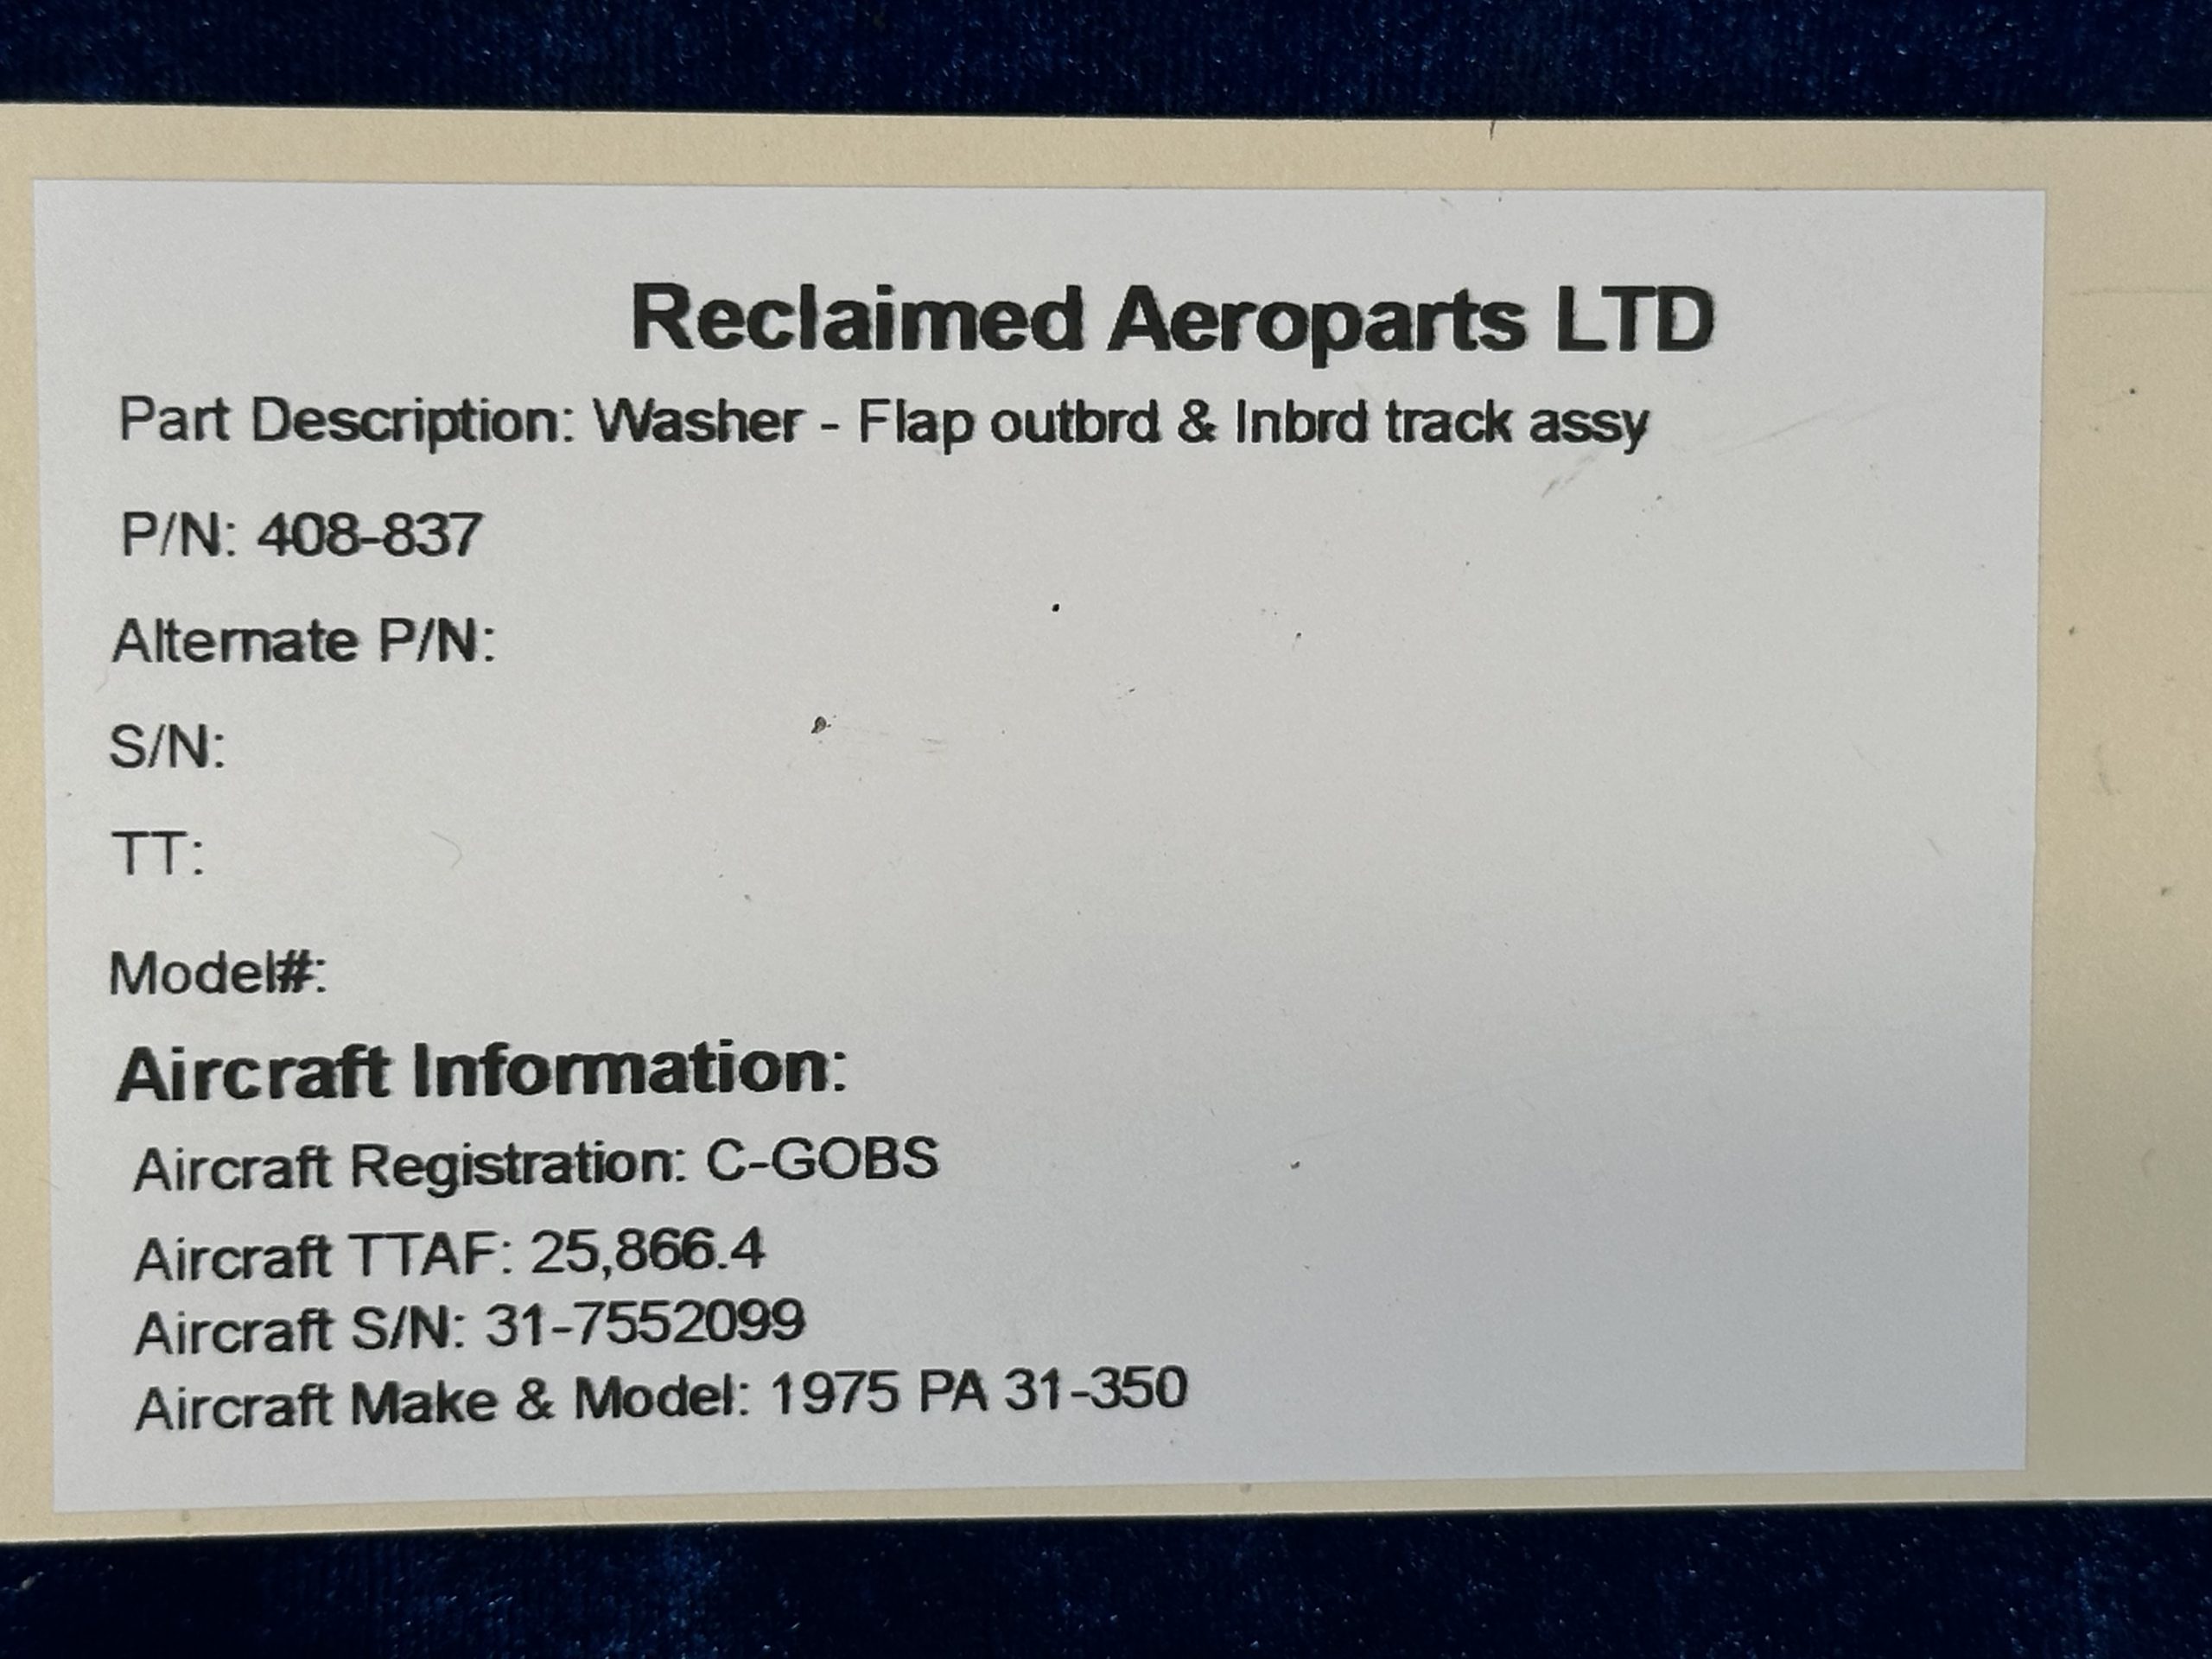 Reclaimed Aeroparts LTD
Part Description: Washer - Flap outbrd & Inbrd track assy
P/N: 408-837
Alternate P/N:
S/N:
TT:
Model#:
Aircraft Information:
Aircraft Registration: C-GOBS
Aircraft TTAF: 25,866.4
Aircraft S/N: 31-7552099
Aircraft Make & Model: 1975 PA 31-350